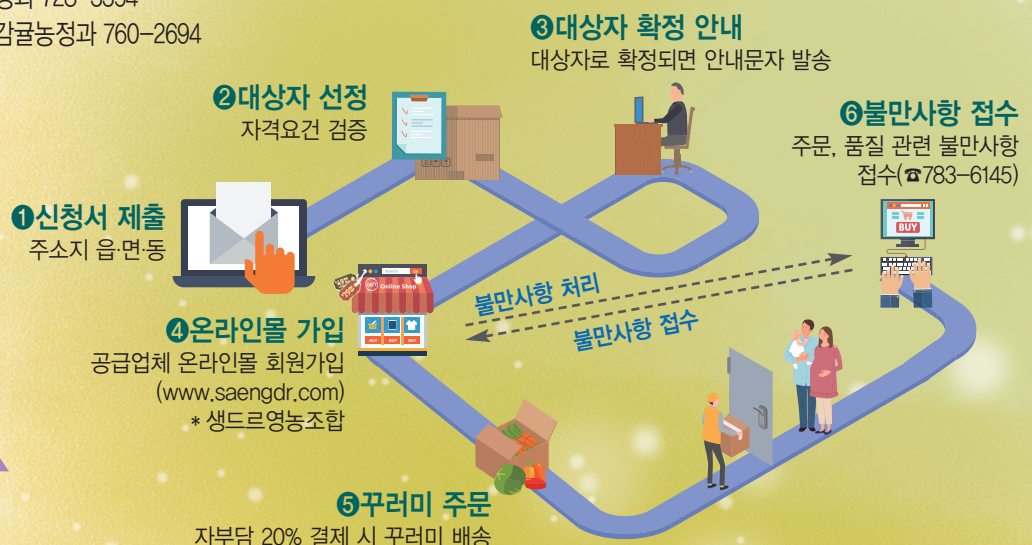 728-3394
감귤농정과 760-2694
❸대상자 확정 안내
대상자로 확정되면 안내문자 발송
❷대상자 선정
자격요건 검증
❻불만사항 접수
주문, 품질 관련 불만사항
접수(☎783-6145)
❶신청서 제출
주소지 읍·면·동
BUY
Online Shop
불만사항 처리
불만사항 접수
❹온라인몰 가입
공급업체 온라인몰 회원가입
(www.saengdr.com)
* 생드르영농조합
❺꾸러미 주문
자부담 20% 결제 시 꾸러미 배송